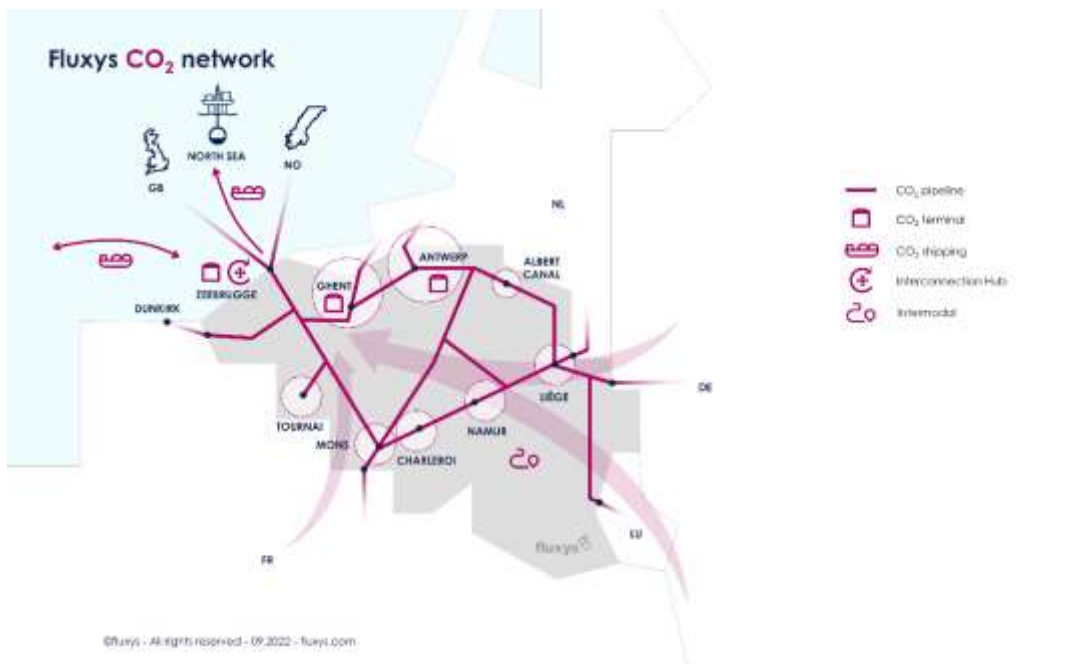 Fluxys CO₂ network
NORTH SEA
GB
NO
NL
ANTWERP
ALBERT
CANAL
GHENT
ZEEBRUGGE
DUNKIRK
LIÈGE
DE
TOURNAI
MONS
NAMUR
CHARLEROI
LU
FR
fluxys
CO₂ pipeline
CO₂ terminal
CO₂ shipping
Interconnection Hub
Intermodal
©fluxys - All rights reserved - 09.2022 - fluxys.com